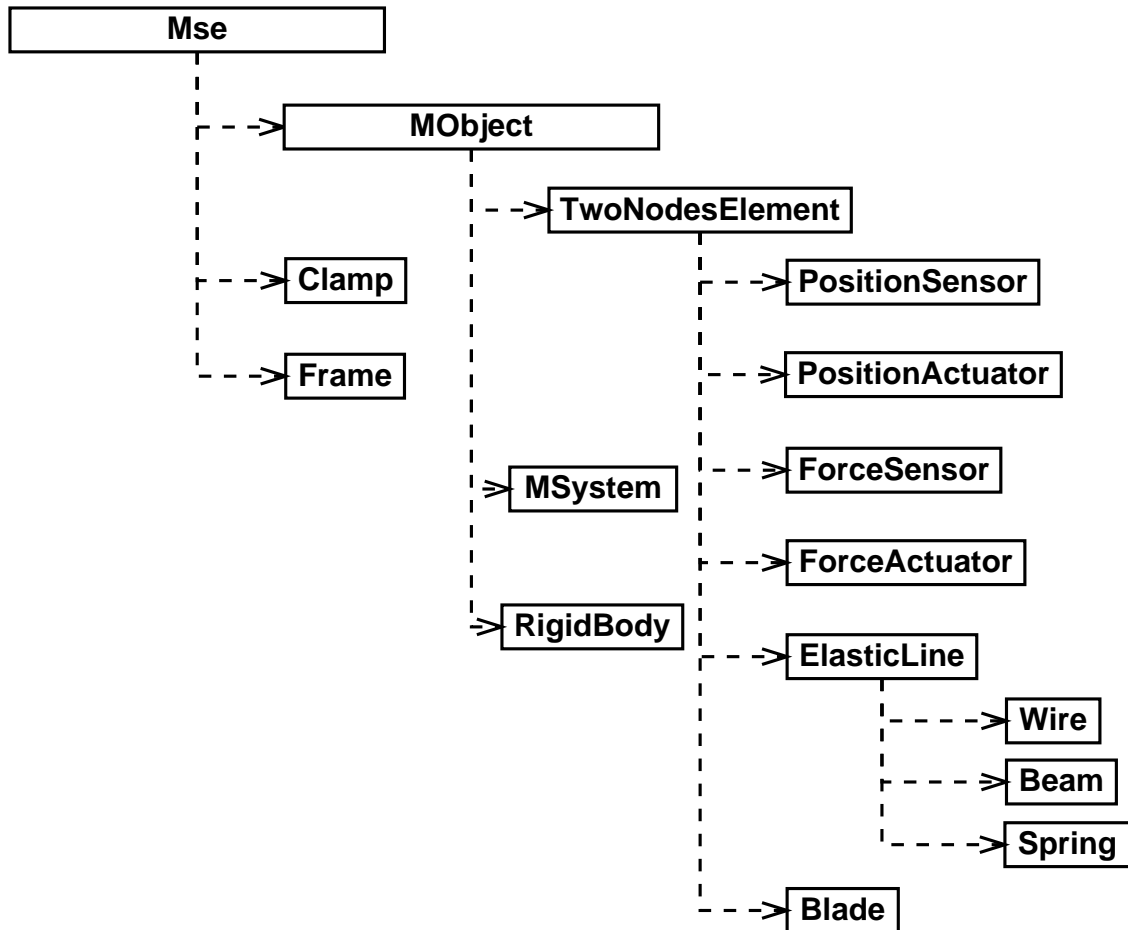 Mse
MObject
TwoNodesElement
Clamp
PositionSensor
Frame
PositionActuator
ForceSensor
MSystem
ForceActuator
RigidBody
ElasticLine
Wire
Beam
Spring
Blade